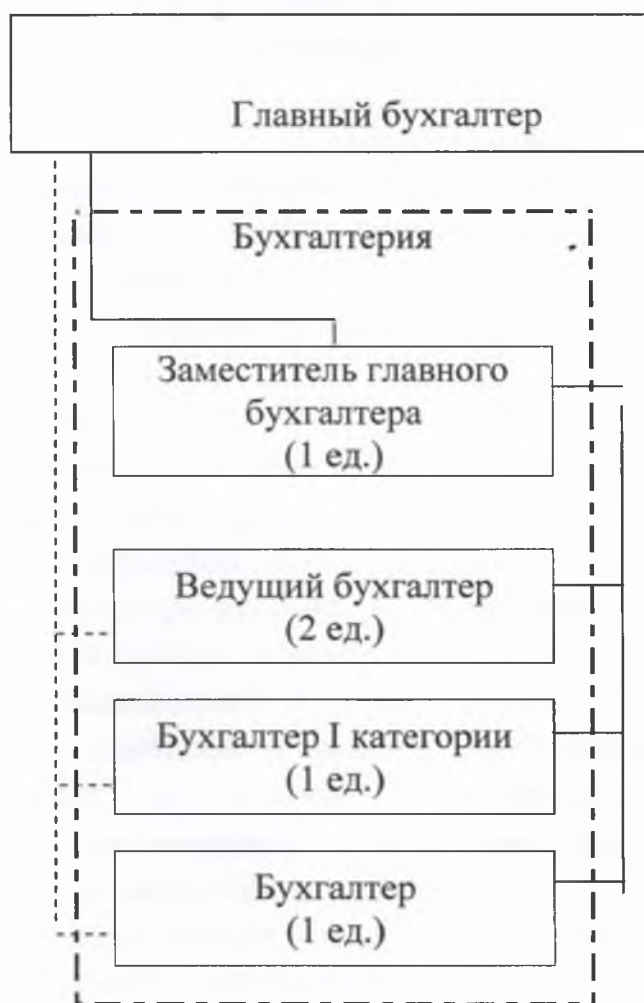 Главный бухгалтер
Бухгалтерия
Заместитель главного
бухгалтера
(1 ед.)
Ведущий бухгалтер
(2 ед.)
Бухгалтер I категории
(1 ед.)
Бухгалтер
(1 ед.)